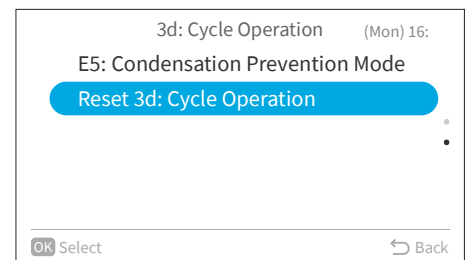 3d: Cycle Operation (Mon) 16:
E5: Condensation Prevention Mode
Reset 3d: Cycle Operation
OK Select Back